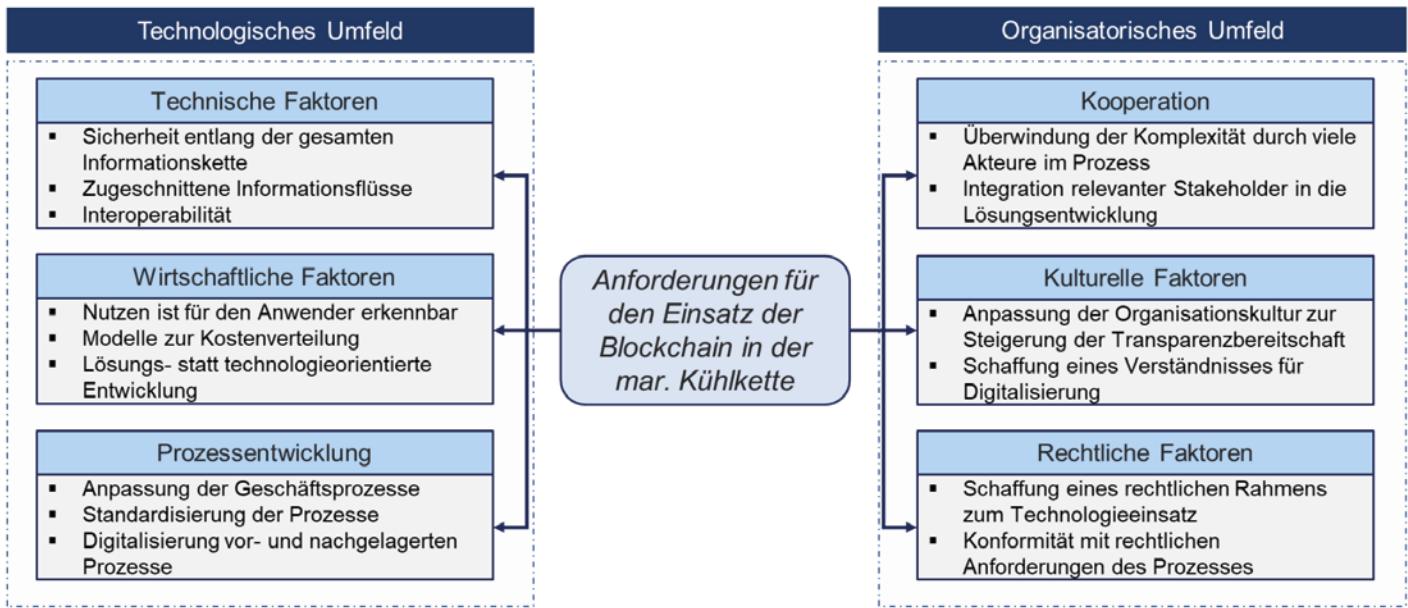 Technologisches Umfeld
Technische Faktoren
▪ Sicherheit entlang der gesamten
Informationskette
▪ Zugeschnittene Informationsflüsse
▪ Interoperabilität
Wirtschaftliche Faktoren
▪ Nutzen ist für den Anwender erkennbar
▪ Modelle zur Kostenverteilung
▪ Lösungs- statt technologieorientierte
Entwicklung
Prozessentwicklung
▪ Anpassung der Geschäftsprozesse
▪ Standardisierung der Prozesse
▪ Digitalisierung vor- und nachgelagerten
Prozesse
Anforderungen für
den Einsatz der
Blockchain in der
mar. Kühlkette
Organisatorisches Umfeld
Kooperation
▪ Überwindung der Komplexität durch viele
Akteure im Prozess
▪ Integration relevanter Stakeholder in die
Lösungsentwicklung
Kulturelle Faktoren
▪ Anpassung der Organisationskultur zur
Steigerung der Transparenzbereitschaft
▪ Schaffung eines Verständnisses für
Digitalisierung
Rechtliche Faktoren
▪ Schaffung eines rechtlichen Rahmens
zum Technologieeinsatz
▪ Konformität mit rechtlichen
Anforderungen des Prozesses